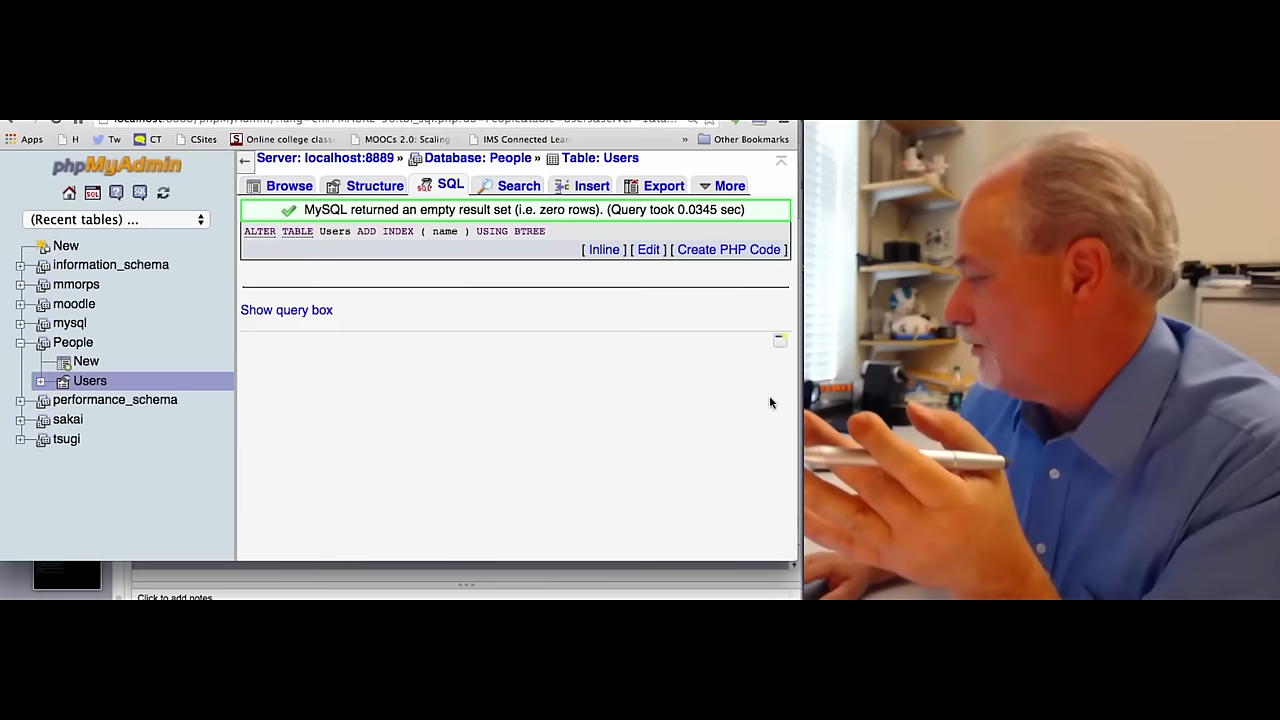 Apps H Tw CT CSites Online college class MOOCs 2.0: Scaling IMS Connected Lear » Other Bookmarks
phpMyAdmin
(Recent tables) ...
New
information_schema
mmorps
moodle
mysql
People
New
Users
performance_schema
sakai
tsugi
Server: localhost:8889 » Database: People » Table: Users
Browse Structure SQL Search Insert Export More
MySQL returned an empty result set (i.e. zero rows). (Query took 0.0345 sec)
ALTER TABLE Users ADD INDEX ( name ) USING BTREE
[ Inline ] [ Edit ] [ Create PHP Code ]
Show query box
Click to add notes